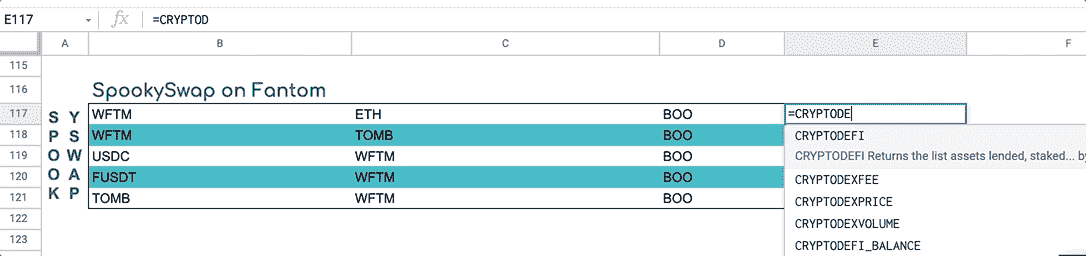 E117 fx =CRYPTOD
A B C D E F
115
116 SpookySwap on Fantom
117 S Y WFTM ETH BOO =CRYPTODE
118 P S WFTM TOMB BOO CRYPTODEFI
119 O W USDC WFTM BOO CRYPTODEFI Returns the list assets lended, staked... by
120 O A FUSDT WFTM BOO CRYPTODEXFEE
121 K P TOMB WFTM BOO CRYPTODEXPRICE
122 CRYPTODEXVOLUME
123 CRYPTODEFI_BALANCE